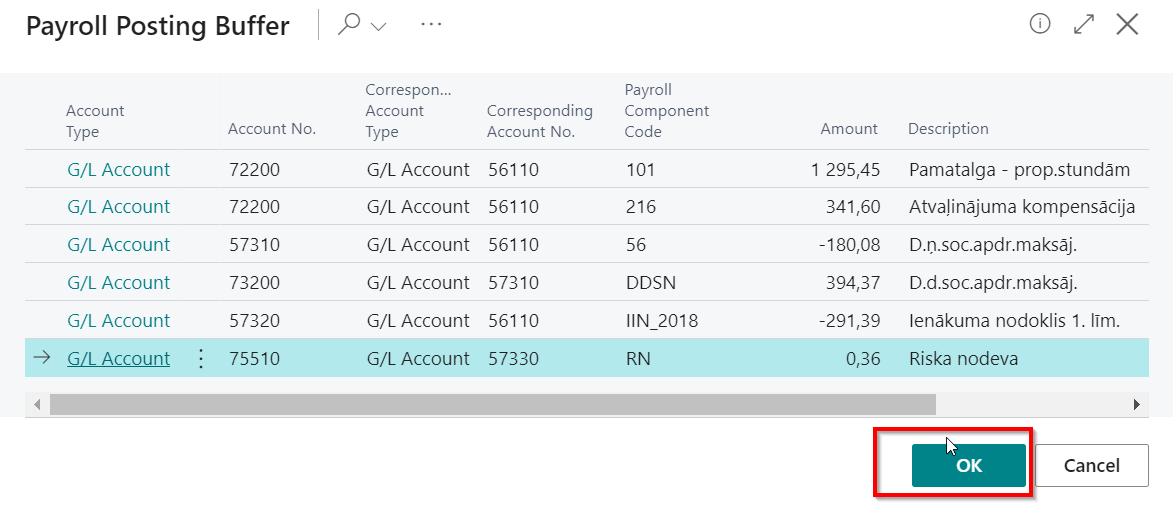 Payroll Posting Buffer
Account Type Account No. Correspon... Account Type Corresponding Account No. Payroll Component Code Amount Description
G/L Account 72200 G/L Account 56110 101 1 295,45 Pamatalga - prop.stundām
G/L Account 72200 G/L Account 56110 216 341,60 Atvaļinājuma kompensācija
G/L Account 57310 G/L Account 56110 56 -180,08 D.ņ.soc.apdr.maksāj.
G/L Account 73200 G/L Account 57310 DDSN 394,37 D.d.soc.apdr.maksāj.
G/L Account 57320 G/L Account 56110 IIN_2018 -291,39 Ienākuma nodoklis 1. līm.
G/L Account 75510 G/L Account 57330 RN 0,36 Riska nodeva
OK Cancel